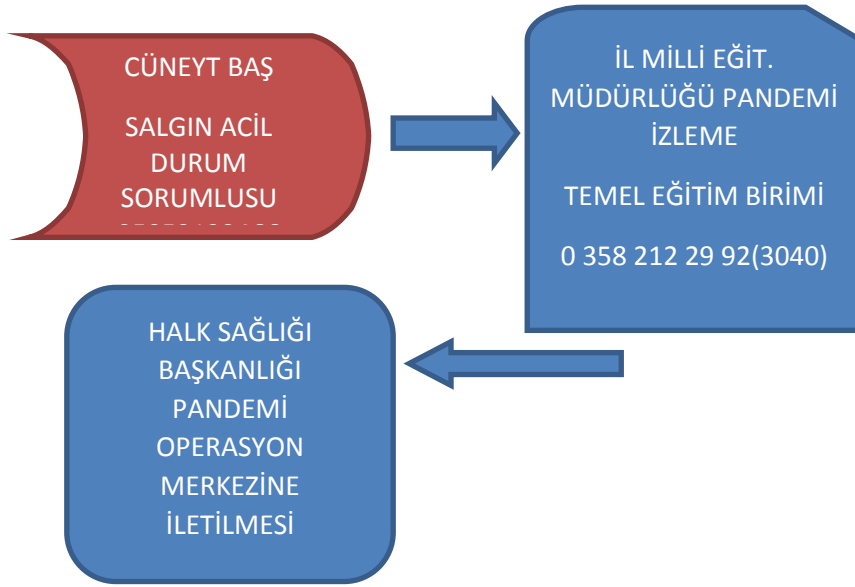 CÜNEYT BAŞ
SALGIN ACİL
DURUM
SORUMLUSU
İL MİLLİ EĞİT.
MÜDÜRLÜĞÜ PANDEMİ
İZLEME
TEMEL EĞİTİM BİRİMİ
0 358 212 29 92(3040)
HALK SAĞLIĞI
BAŞKANLIĞI
PANDEMİ
OPERASYON
MERKEZİNE
İLETİLMESİ